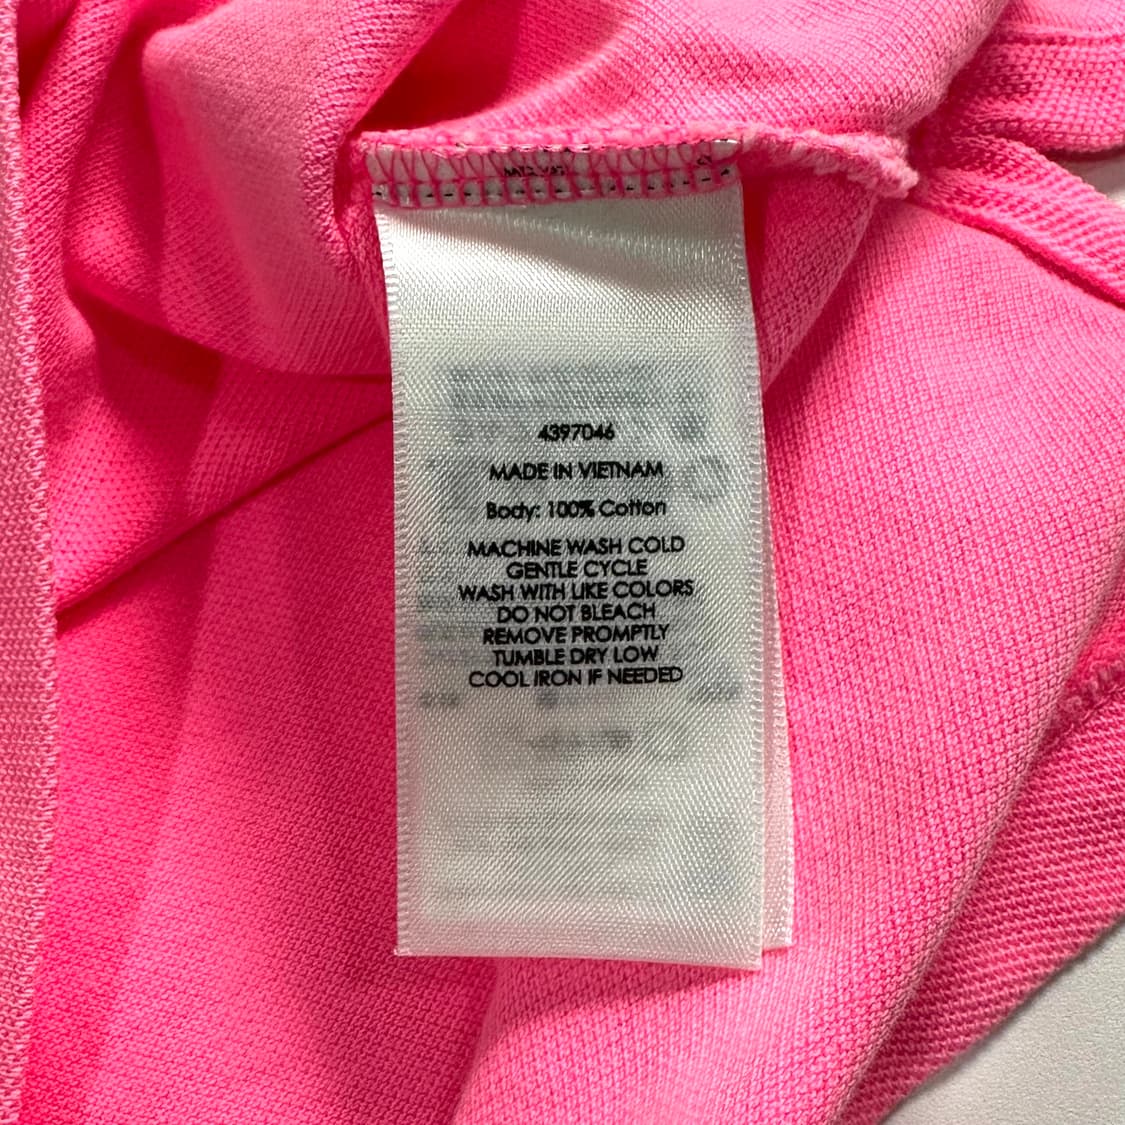 4397046
MADE IN VIETNAM
Body: 100% Cotton
MACHINE WASH COLD
GENTLE CYCLE
WASH WITH LIKE COLORS
DO NOT BLEACH
REMOVE PROMPTLY
TUMBLE DRY LOW
COOL IRON IF NEEDED